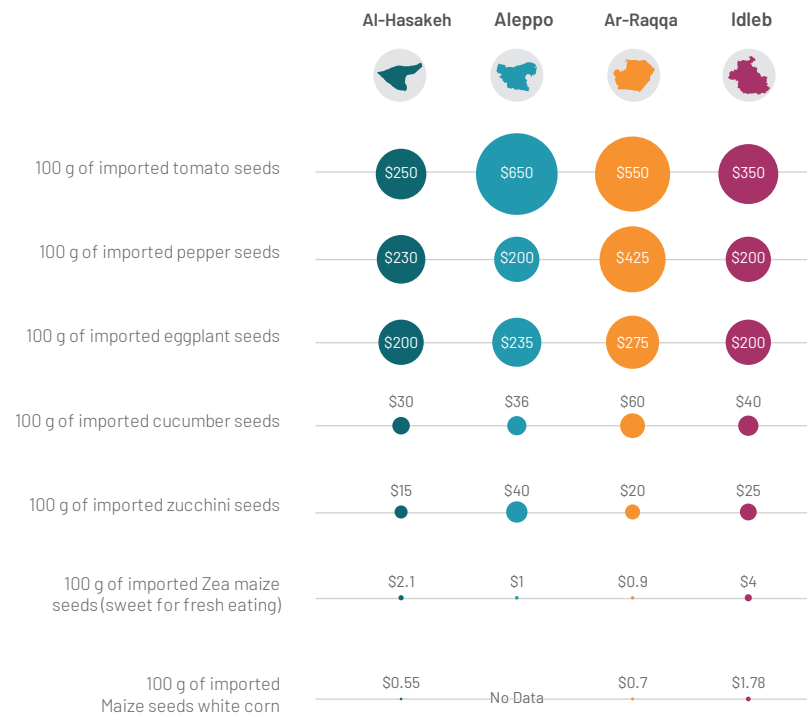 Al-Hasakeh Aleppo Ar-Raqqa Idleb
100 g of imported tomato seeds $250 $650 $550 $350
100 g of imported pepper seeds $230 $200 $425 $200
100 g of imported eggplant seeds $200 $235 $275 $200
$30 $36 $60 $40
100 g of imported cucumber seeds
$15 $40 $20 $25
100 g of imported zucchini seeds
100 g of imported Zea maize $2.1 $1 $0.9 $4
seeds (sweet for fresh eating)
100 g of imported $0.55 $0.7 $1.78
Maize seeds white corn No Data